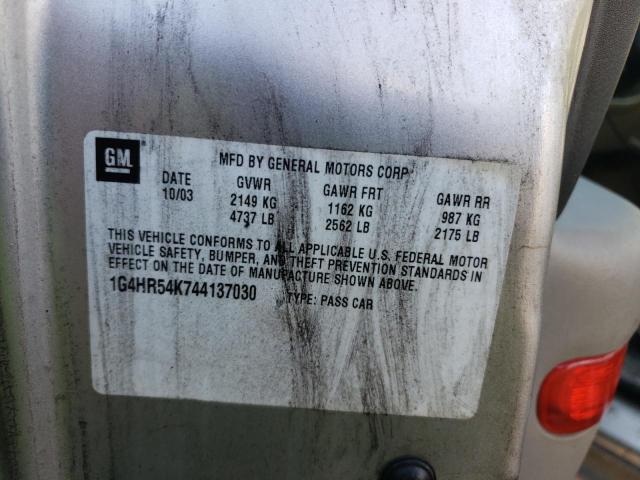 GM
MFD BY GENERAL MOTORS CORP
DATE GVWR GAWR FRT GAWR RR
10/03 2149 KG 1162 KG 987 KG
4737 LB 2562 LB 2175 LB
THIS VEHICLE CONFORMS TO ALL APPLICABLE U.S. FEDERAL MOTOR
VEHICLE SAFETY, BUMPER, AND THEFT PREVENTION STANDARDS IN
EFFECT ON THE DATE OF MANUFACTURE SHOWN ABOVE.
1G4HR54K744137030 TYPE: PASS CAR